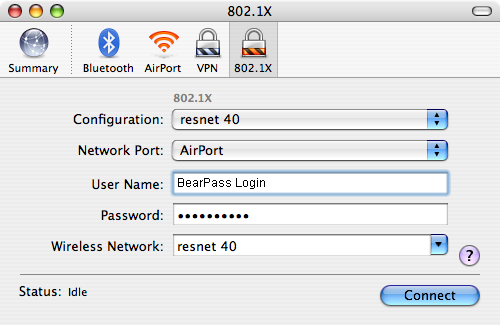 802.1X
Summary Bluetooth AirPort VPN 802.1X
802.1X
Configuration: resnet 40
Network Port: AirPort
User Name: BearPass Login
Password: ••••••••••
Wireless Network: resnet 40
?
Status: Idle
Connect